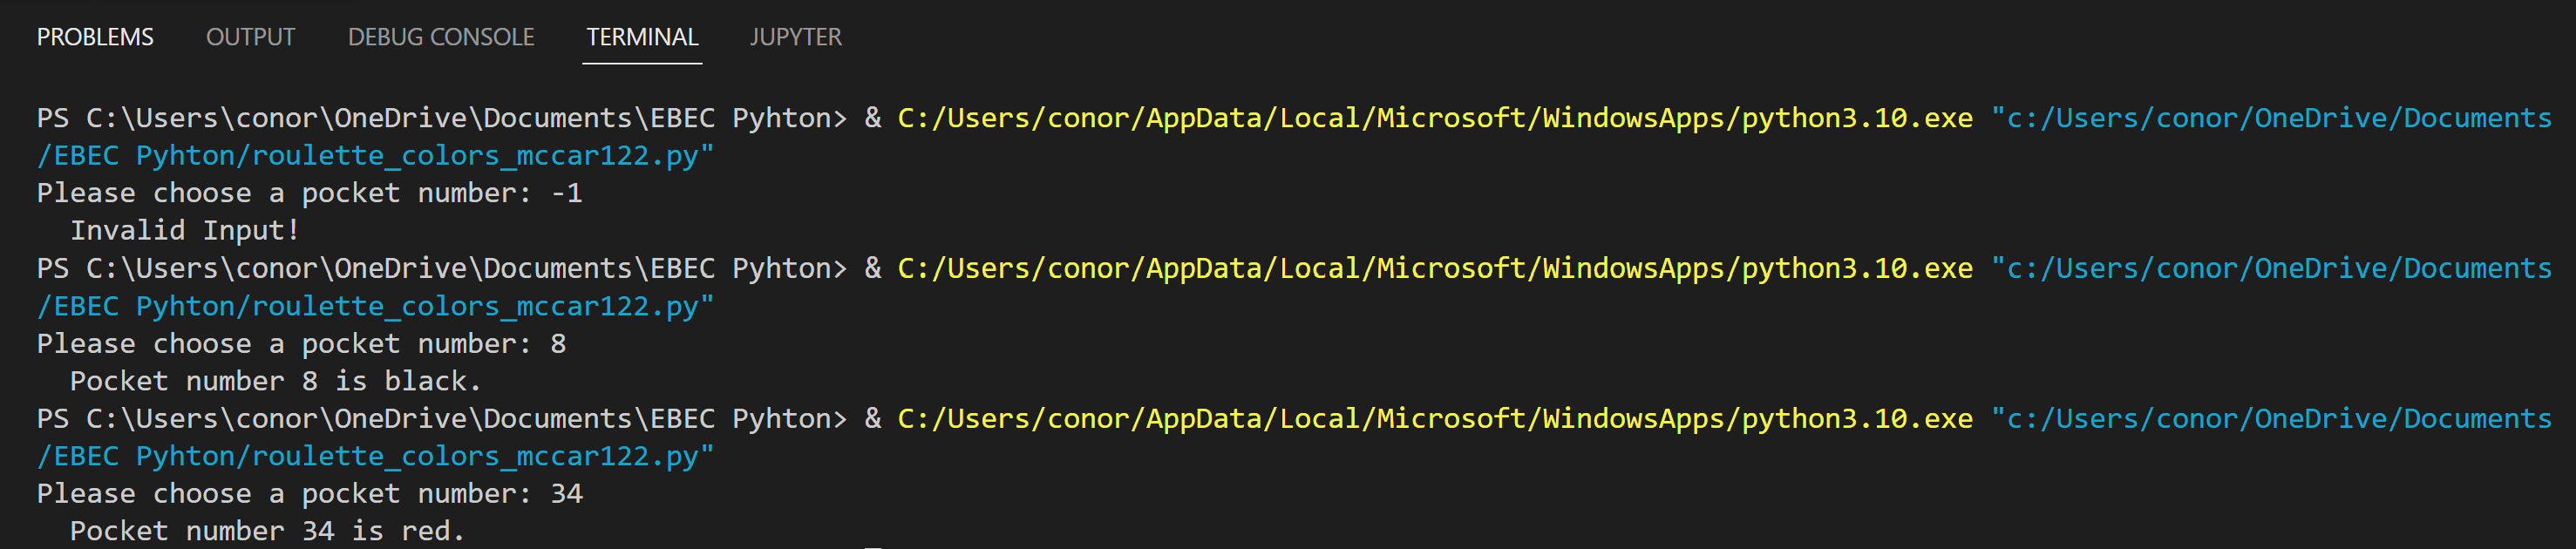 PROBLEMS OUTPUT DEBUG CONSOLE TERMINAL JUPYTER
PS C:\Users\conor\OneDrive\Documents\EBEC Pyhton> & C:/Users/conor/AppData/Local/Microsoft/WindowsApps/python3.10.exe "c:/Users/conor/OneDrive/Documents
/EBEC Pyhton/roulette_colors_mccar122.py"
Please choose a pocket number: -1
  Invalid Input!
PS C:\Users\conor\OneDrive\Documents\EBEC Pyhton> & C:/Users/conor/AppData/Local/Microsoft/WindowsApps/python3.10.exe "c:/Users/conor/OneDrive/Documents
/EBEC Pyhton/roulette_colors_mccar122.py"
Please choose a pocket number: 8
  Pocket number 8 is black.
PS C:\Users\conor\OneDrive\Documents\EBEC Pyhton> & C:/Users/conor/AppData/Local/Microsoft/WindowsApps/python3.10.exe "c:/Users/conor/OneDrive/Documents
/EBEC Pyhton/roulette_colors_mccar122.py"
Please choose a pocket number: 34
  Pocket number 34 is red.